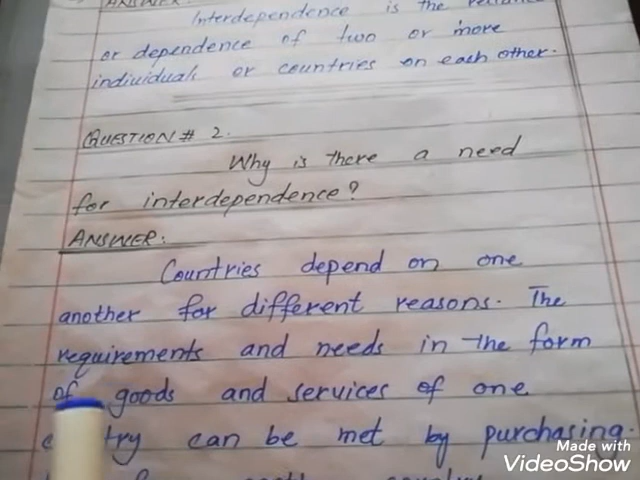 ANSWER:
Interdependence is the reliance
or dependence of two or more
individuals or countries on each other.
QUESTION # 2.
Why is there a need
for interdependence?
ANSWER:
Countries depend on one
another for different reasons. The
requirements and needs in the form
of goods and services of one
can be met by purchasing
Made with
VideoShow